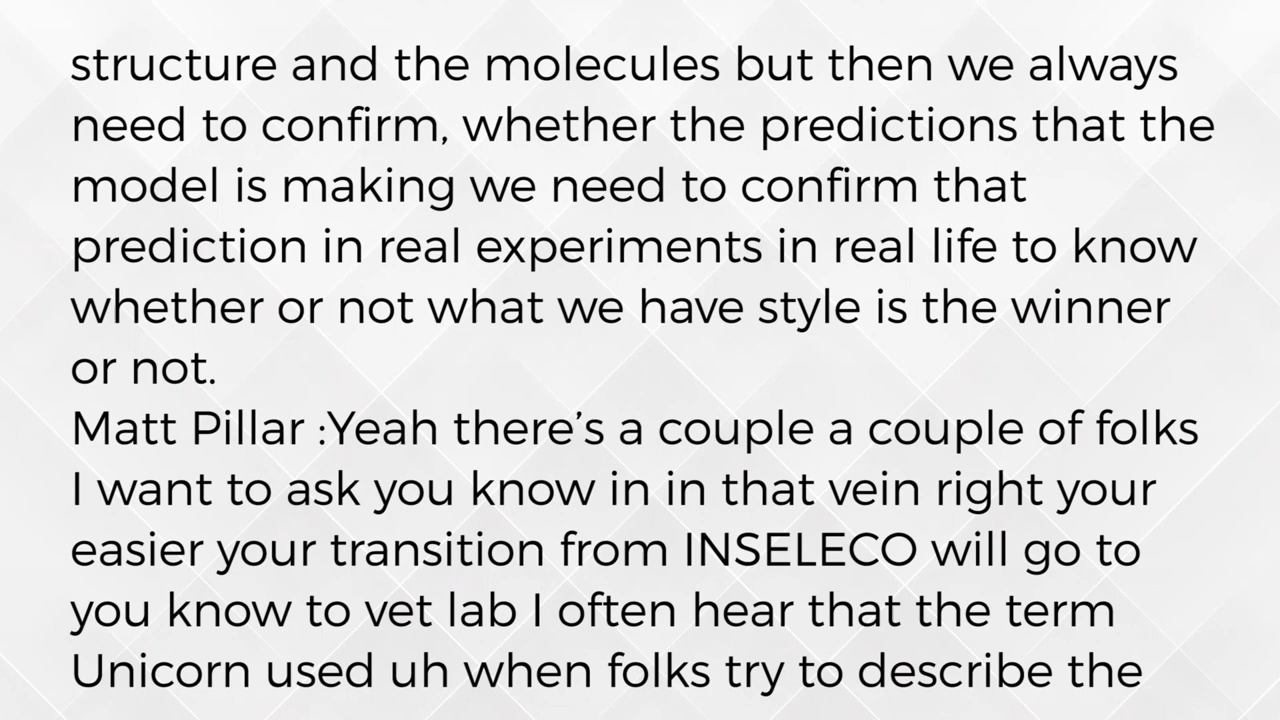 structure and the molecules but then we always
need to confirm, whether the predictions that the
model is making we need to confirm that
prediction in real experiments in real life to know
whether or not what we have style is the winner
or not.
Matt Pillar :Yeah there’s a couple a couple of folks
I want to ask you know in in that vein right your
easier your transition from INSELECO will go to
you know to vet lab I often hear that the term
Unicorn used uh when folks try to describe the